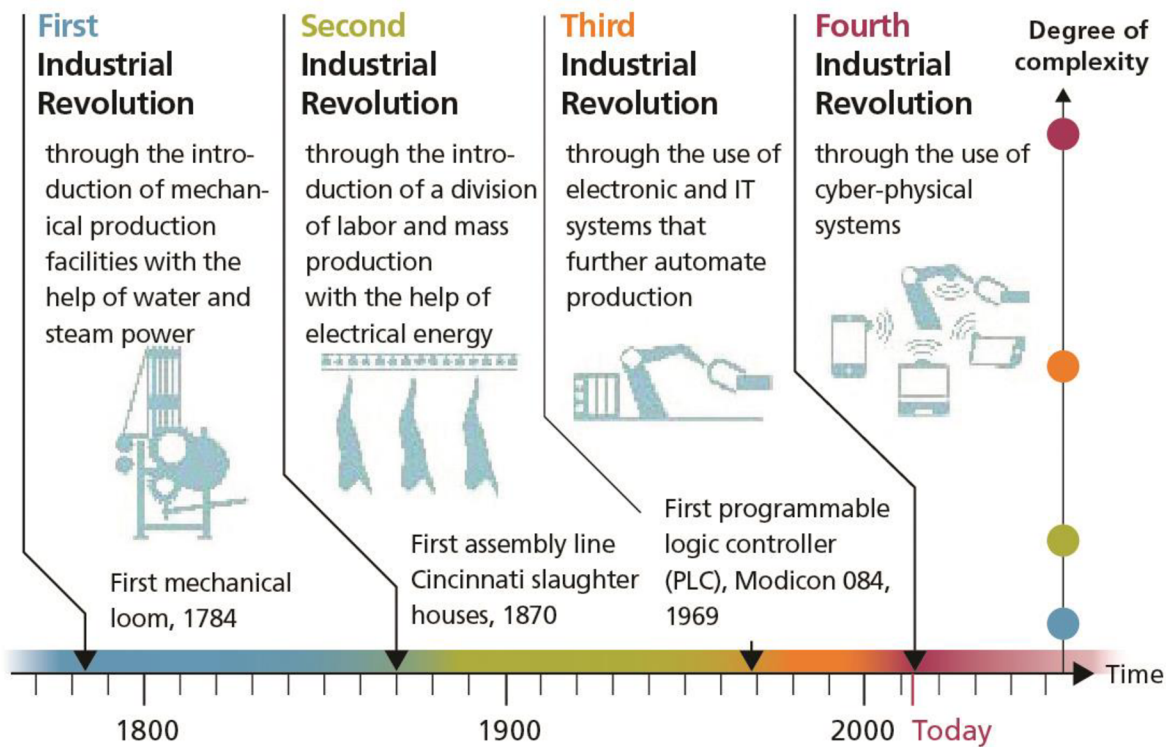 First
Industrial
Revolution
through the intro-
duction of mechan-
ical production
facilities with the
help of water and
steam power
First mechanical
loom, 1784
Second
Industrial
Revolution
through the intro-
duction of a division
of labor and mass
production
with the help of
electrical energy
First assembly line
Cincinnati slaughter
houses, 1870
Third
Industrial
Revolution
through the use of
electronic and IT
systems that
further automate
production
First programmable
logic controller
(PLC), Modicon 084,
1969
Fourth
Industrial
Revolution
through the use of
cyber-physical
systems
Degree of
complexity
Time
1800
1900
2000
Today